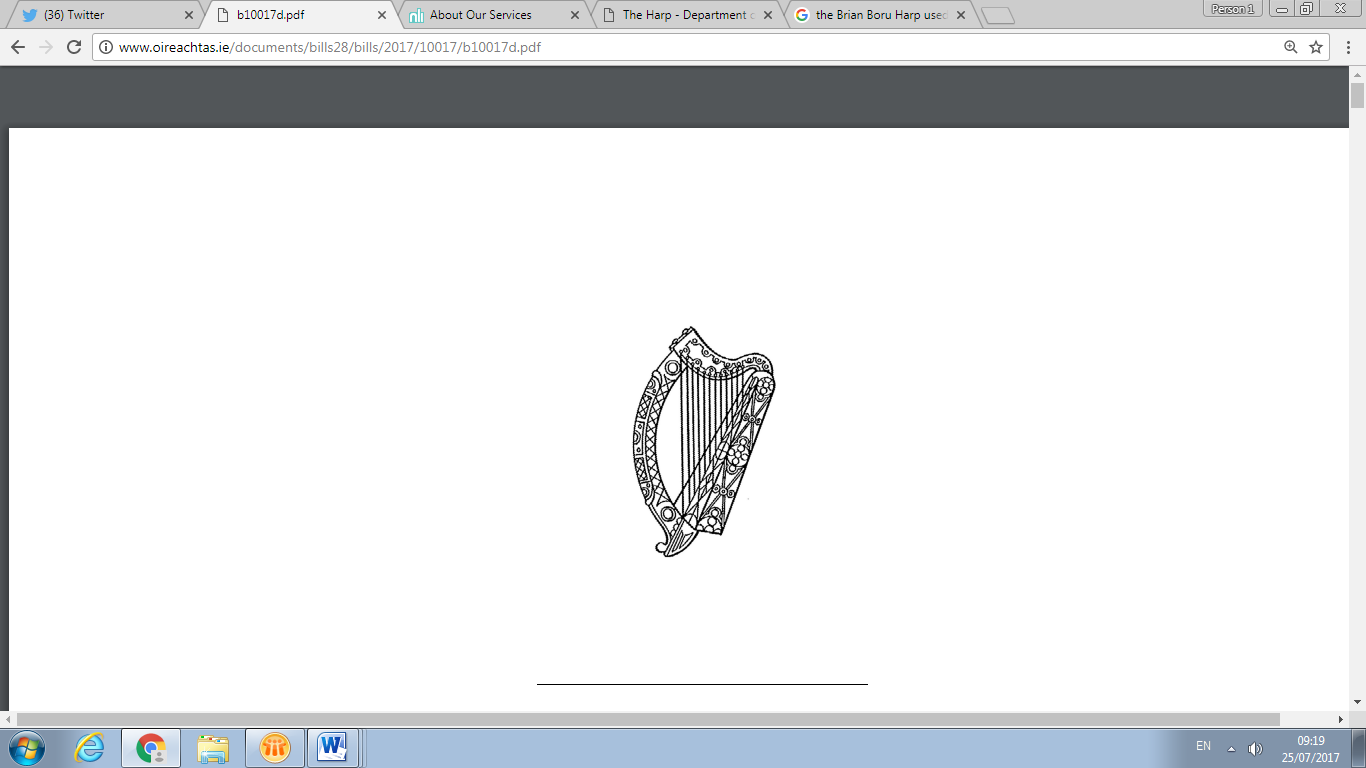 (36) Twitter
b10017d.pdf
About Our Services
The Harp - Department
the Brian Boru Harp used
Person 1
www.oireachtas.ie/documents/bills28/bills/2017/10017/b10017d.pdf
EN
09:19
25/07/2017